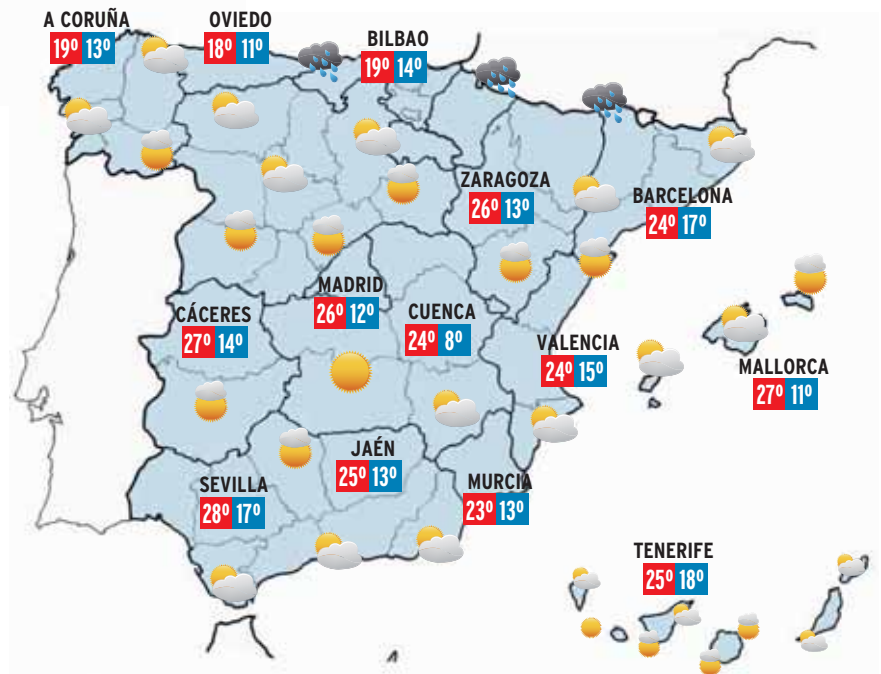 A CORUÑA
19º 13º
OVIEDO
18º 11º
BILBAO
19º 14º
ZARAGOZA
26º 13º
BARCELONA
24º 17º
MADRID
26º 12º
CÁCERES
27º 14º
CUENCA
24º 8º
VALENCIA
24º 15º
MALLORCA
27º 11º
JAÉN
25º 13º
SEVILLA
28º 17º
MURCIA
23º 13º
TENERIFE
25º 18º